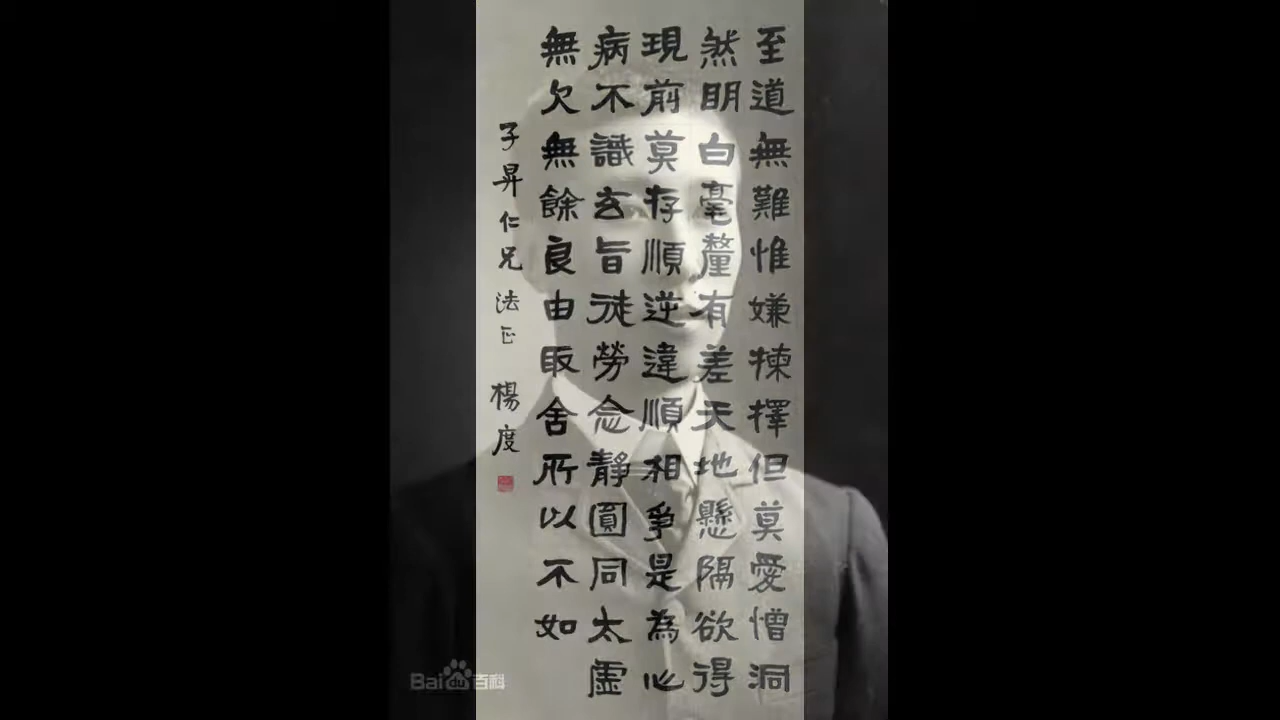 至道無難惟嫌揀擇但莫愛憎洞
然明白毫釐有差天地懸隔欲得
現前莫存順逆違順相爭是為心
病不識玄旨徒勞念靜圓同太虛
無欠無餘良由取舍所以不如
子昇仁兄法正 楊度
Baidu百科